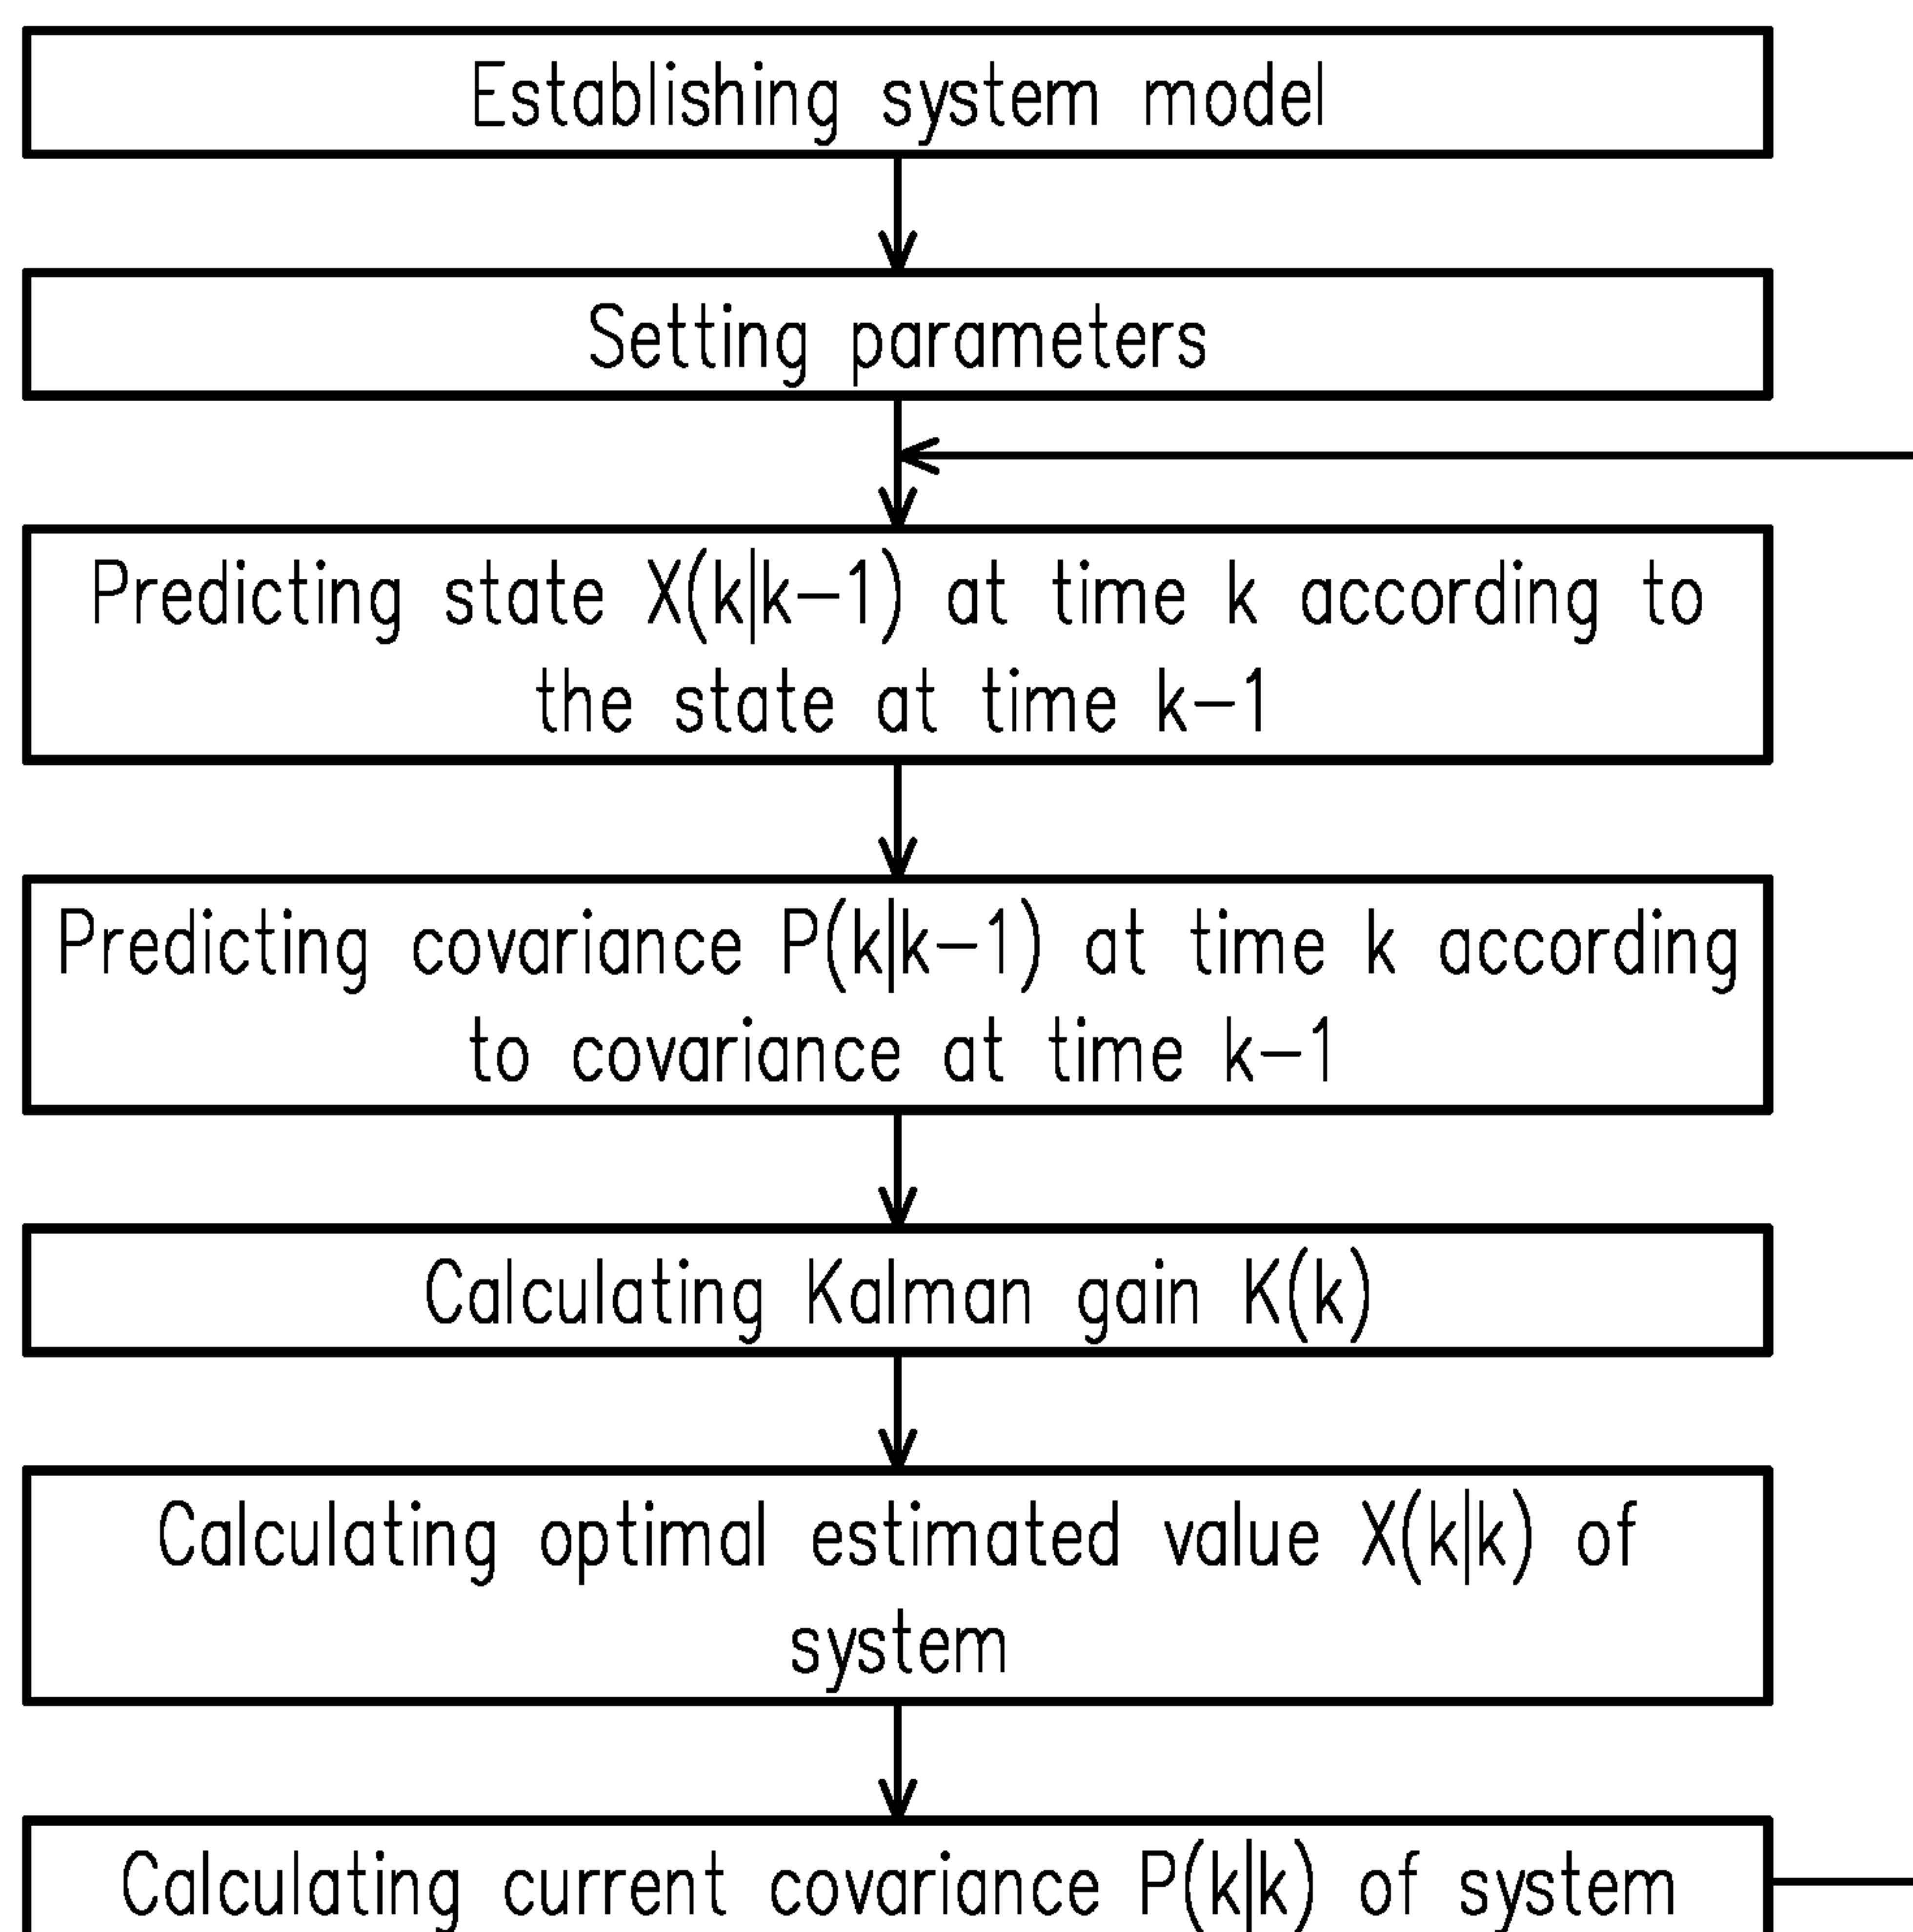 Establishing system model
Setting parameters
Predicting state X(k|k−1) at time k according to
the state at time k−1
Predicting covariance P(k|k−1) at time k according
to covariance at time k−1
Calculating Kalman gain K(k)
Calculating optimal estimated value X(k|k) of
system
Calculating current covariance P(k|k) of system